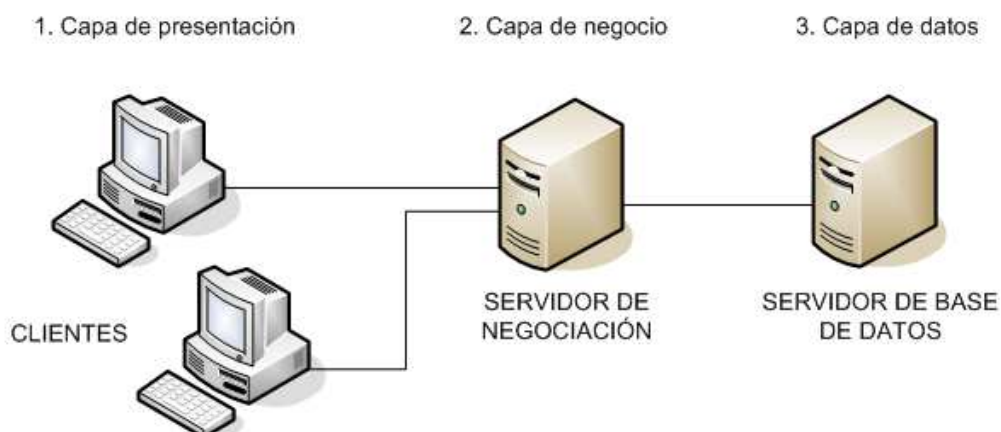 1. Capa de presentación
2. Capa de negocio
3. Capa de datos
SERVIDOR DE
NEGOCIACIÓN
SERVIDOR DE BASE
DE DATOS
CLIENTES